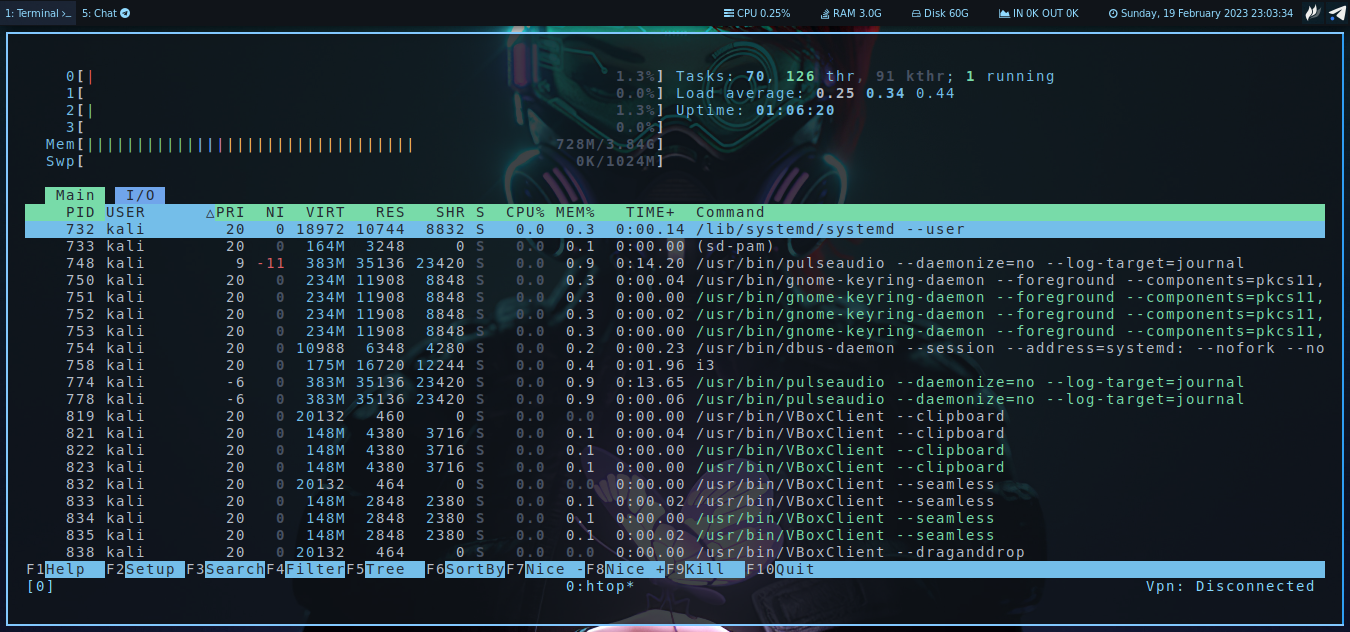 1: Terminal >_ 5: Chat CPU 0.25% RAM 3.0G Disk 60G IN 0K OUT 0K Sunday, 19 February 2023 23:03:34
0[| 1.3%] Tasks: 70, 126 thr, 91 kthr; 1 running
1[ 0.0%] Load average: 0.25 0.34 0.44
2[| 1.3%] Uptime: 01:06:20
3[ 0.0%]
Mem[||||||||||||||||||||||||||||||||| 728M/3.84G]
Swp[ 0K/1024M]
Main I/O
PID USER △PRI NI VIRT RES SHR S CPU% MEM% TIME+ Command
732 kali 20 0 18972 10744 8832 S 0.0 0.3 0:00.14 /lib/systemd/systemd --user
733 kali 20 0 164M 3248 0 S 0.0 0.1 0:00.00 (sd-pam)
748 kali 9 -11 383M 35136 23420 S 0.0 0.9 0:14.20 /usr/bin/pulseaudio --daemonize=no --log-target=journal
750 kali 20 0 234M 11908 8848 S 0.0 0.3 0:00.04 /usr/bin/gnome-keyring-daemon --foreground --components=pkcs11,
751 kali 20 0 234M 11908 8848 S 0.0 0.3 0:00.00 /usr/bin/gnome-keyring-daemon --foreground --components=pkcs11,
752 kali 20 0 234M 11908 8848 S 0.0 0.3 0:00.02 /usr/bin/gnome-keyring-daemon --foreground --components=pkcs11,
753 kali 20 0 234M 11908 8848 S 0.0 0.3 0:00.00 /usr/bin/gnome-keyring-daemon --foreground --components=pkcs11,
754 kali 20 0 10988 6348 4280 S 0.0 0.2 0:00.23 /usr/bin/dbus-daemon --session --address=systemd: --nofork --no
758 kali 20 0 175M 16720 12244 S 0.0 0.4 0:01.96 i3
774 kali -6 0 383M 35136 23420 S 0.0 0.9 0:13.65 /usr/bin/pulseaudio --daemonize=no --log-target=journal
778 kali -6 0 383M 35136 23420 S 0.0 0.9 0:00.06 /usr/bin/pulseaudio --daemonize=no --log-target=journal
819 kali 20 0 20132 460 0 S 0.0 0.0 0:00.00 /usr/bin/VBoxClient --clipboard
821 kali 20 0 148M 4380 3716 S 0.0 0.1 0:00.04 /usr/bin/VBoxClient --clipboard
822 kali 20 0 148M 4380 3716 S 0.0 0.1 0:00.00 /usr/bin/VBoxClient --clipboard
823 kali 20 0 148M 4380 3716 S 0.0 0.1 0:00.00 /usr/bin/VBoxClient --clipboard
832 kali 20 0 20132 464 0 S 0.0 0.0 0:00.00 /usr/bin/VBoxClient --seamless
833 kali 20 0 148M 2848 2380 S 0.0 0.1 0:00.02 /usr/bin/VBoxClient --seamless
834 kali 20 0 148M 2848 2380 S 0.0 0.1 0:00.00 /usr/bin/VBoxClient --seamless
835 kali 20 0 148M 2848 2380 S 0.0 0.1 0:00.02 /usr/bin/VBoxClient --seamless
838 kali 20 0 20132 464 0 S 0.0 0.0 0:00.00 /usr/bin/VBoxClient --draganddrop
F1Help F2Setup F3SearchF4FilterF5Tree F6SortByF7Nice -F8Nice +F9Kill F10Quit
[0] 0:htop* Vpn: Disconnected